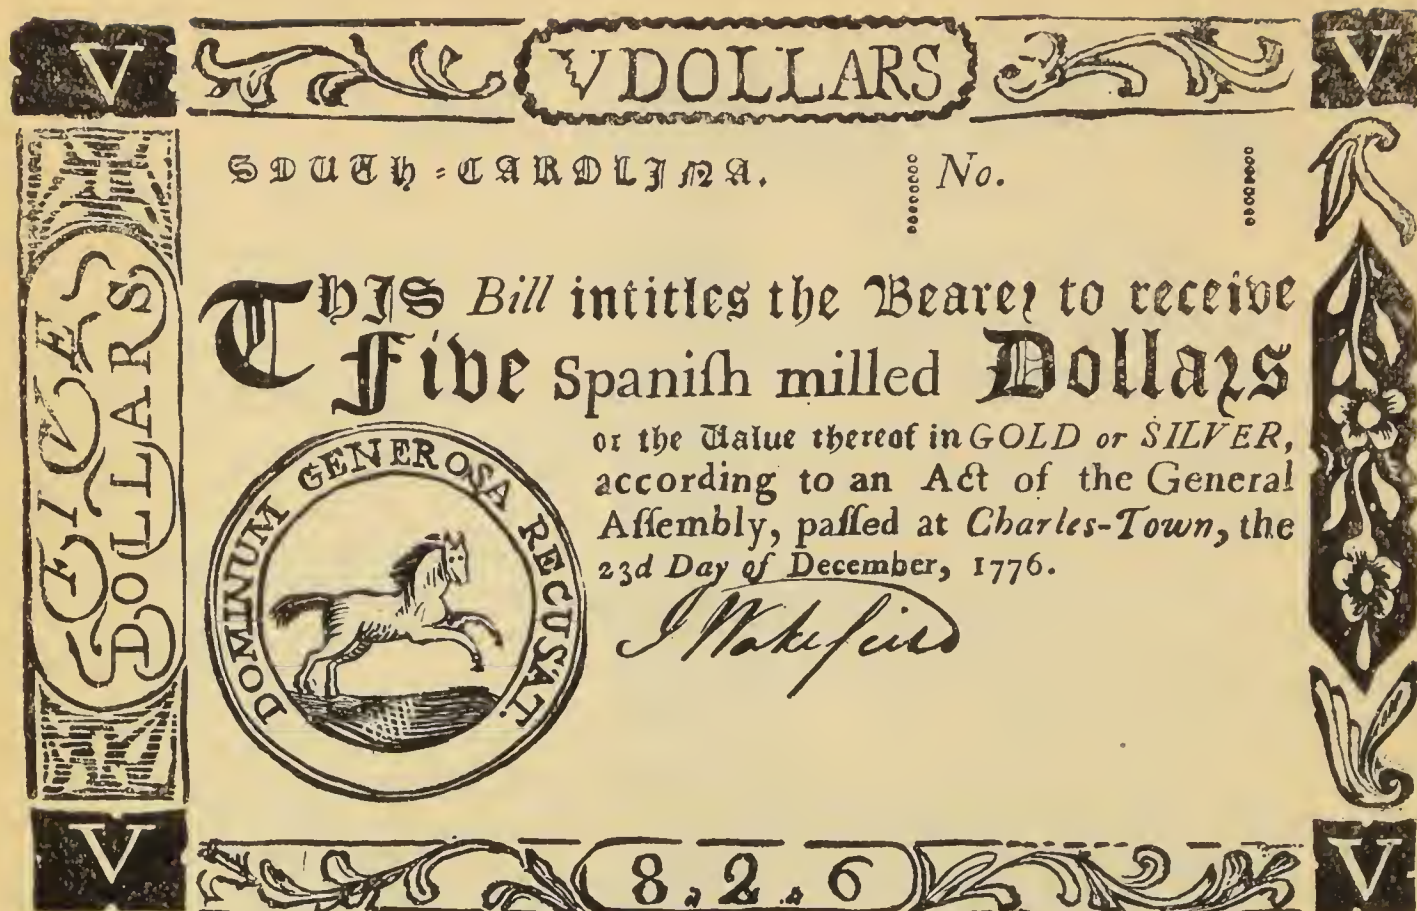 V
V DOLLARS
V
SOUTH-CAROLINA.
No.
FIVE
DOLLARS
THIS Bill intitles the Bearer to receive
Five Spaniſh milled Dollars
or the Value thereof in GOLD or SILVER,
according to an Act of the General
Aſſembly, paſſed at Charles-Town, the
23d Day of December, 1776.
J Wakefield
DOMINUM GENEROSA RECUSAT.
V
8,2.,6
V